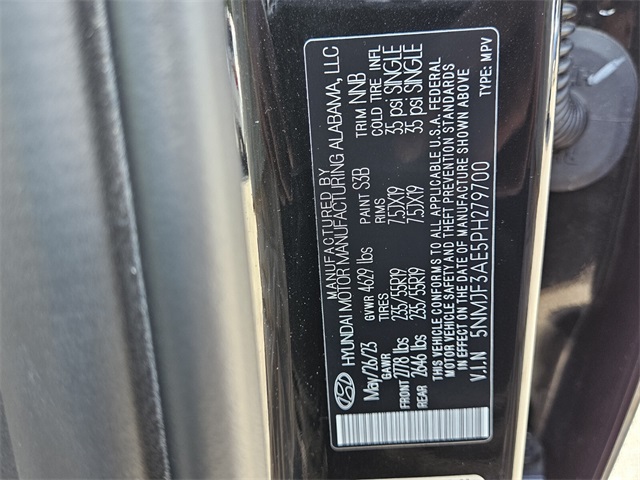 MANUFACTURED BY
HYUNDAI MOTOR MANUFACTURING ALABAMA, LLC
May/26/23 GVWR 4629 lbs PAINT S3B TRIM NNB
GAWR TIRES RIMS COLD TIRE INFL
FRONT 2778 lbs 235/55R19 7.5JX19 35 psi SINGLE
REAR 2646 lbs 235/55R19 7.5JX19 35 psi SINGLE
THIS VEHICLE CONFORMS TO ALL APPLICABLE U.S.A. FEDERAL
MOTOR VEHICLE SAFETY AND THEFT PREVENTION STANDARDS
IN EFFECT ON THE DATE OF MANUFACTURE SHOWN ABOVE
V.I.N 5NMJF3AE5PH279700 TYPE: MPV